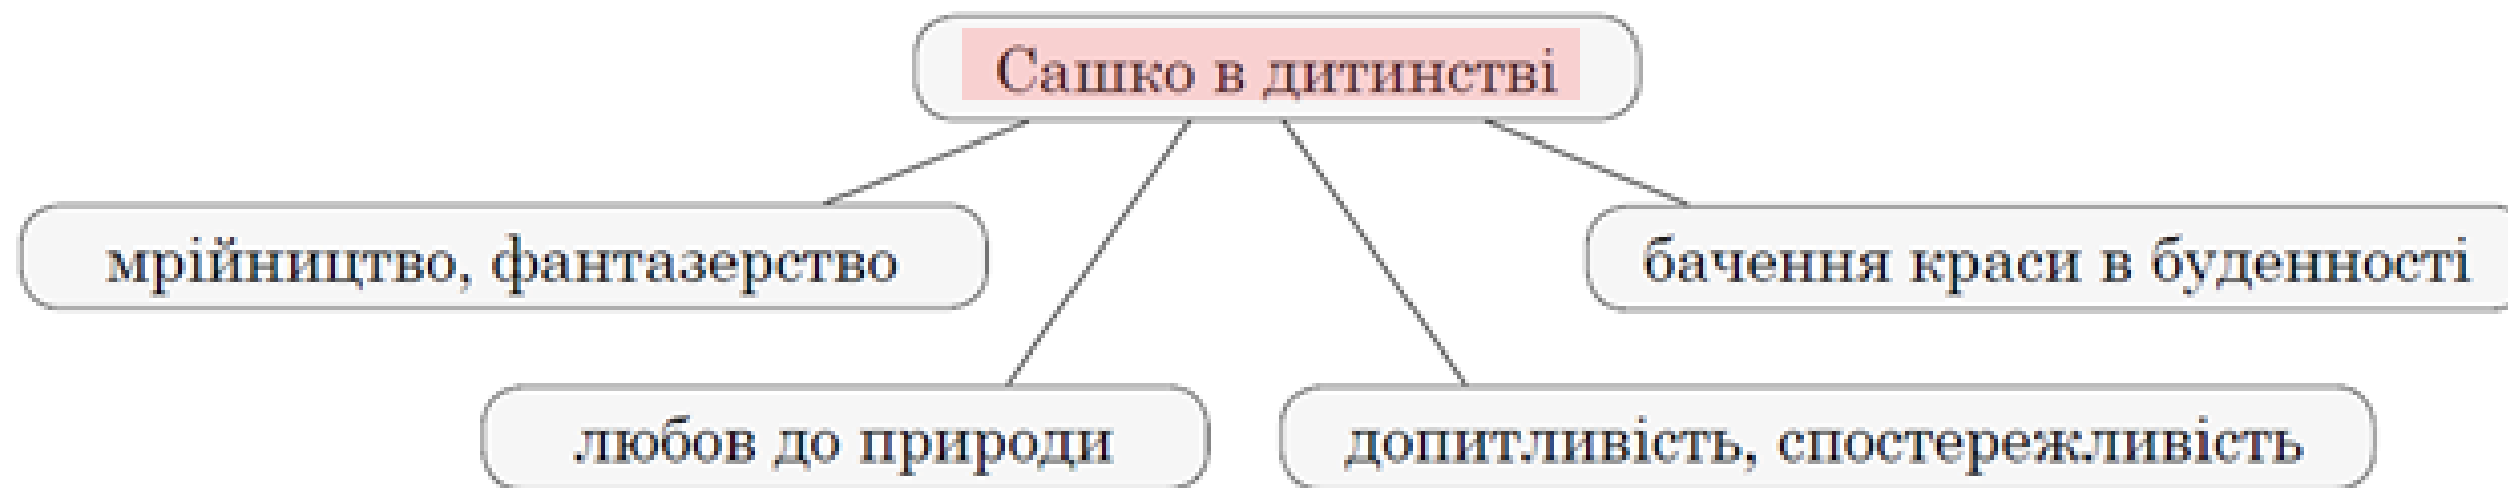 Сашко в дитинстві
мрійництво, фантазерство
бачення краси в буденності
любов до природи
допитливість, спостережливість